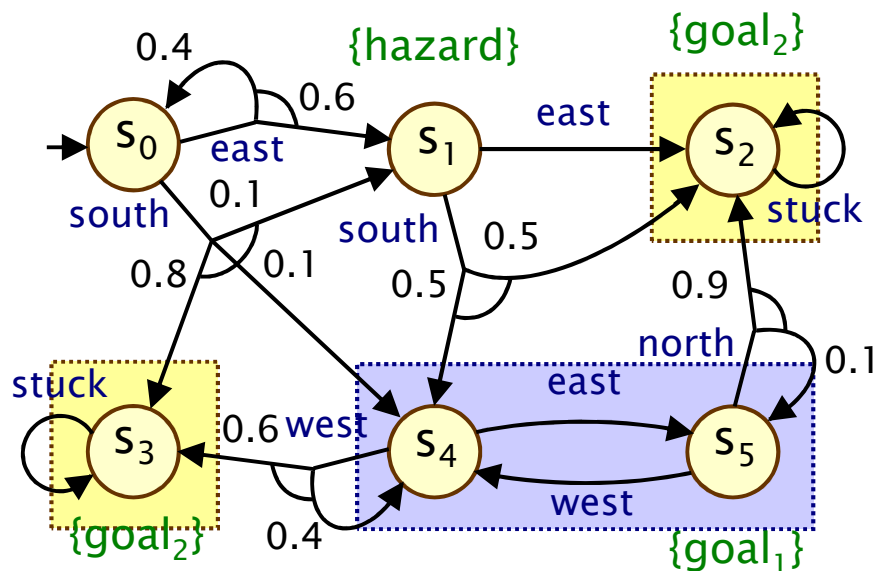 {goal₂}
{hazard}
0.4
0.6
east
s₀
s₁
s₂
east
0.1
south
south
0.5
stuck
0.8
0.1
0.5
0.9
north
0.1
stuck
east
0.6
west
s₃
s₄
s₅
west
0.4
{goal₂}
{goal₁}